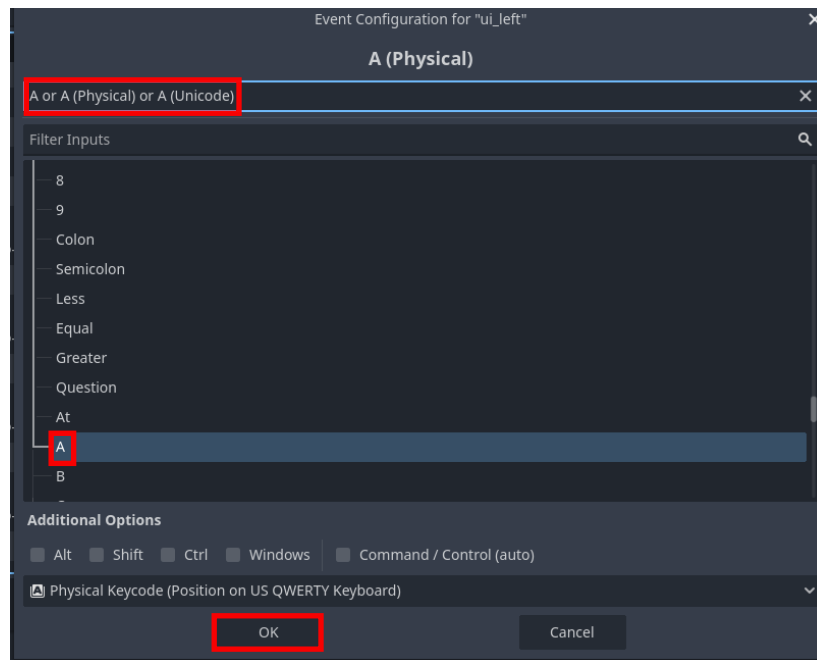 Event Configuration for "ui_left"
A (Physical)
A or A (Physical) or A (Unicode)
Filter Inputs
8
9
Colon
Semicolon
Less
Equal
Greater
Question
At
A
B
Additional Options
Alt Shift Ctrl Windows Command / Control (auto)
Physical Keycode (Position on US QWERTY Keyboard)
OK Cancel